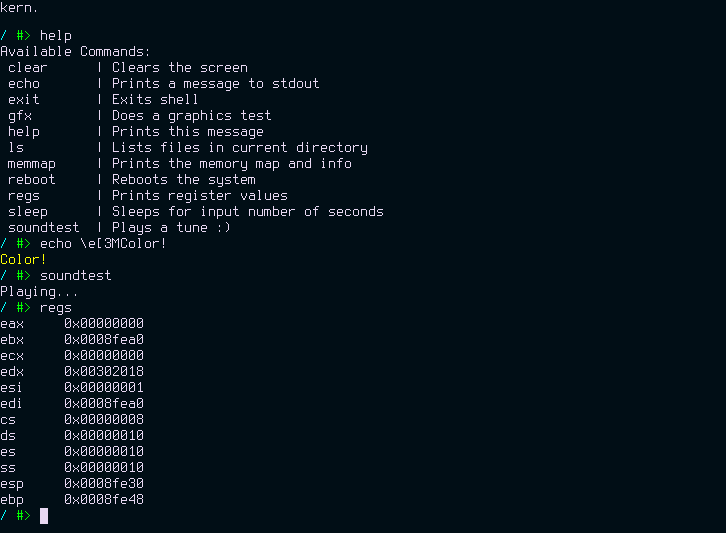 kern.
/ #> help
Available Commands:
 clear      | Clears the screen
 echo       | Prints a message to stdout
 exit       | Exits shell
 gfx        | Does a graphics test
 help       | Prints this message
 ls         | Lists files in current directory
 memmap     | Prints the memory map and info
 reboot     | Reboots the system
 regs       | Prints register values
 sleep      | Sleeps for input number of seconds
 soundtest  | Plays a tune :)
/ #> echo \e[3MColor!
Color!
/ #> soundtest
Playing...
/ #> regs
eax     0x00000000
ebx     0x0008fea0
ecx     0x00000000
edx     0x00302018
esi     0x00000001
edi     0x0008fea0
cs      0x00000008
ds      0x00000010
es      0x00000010
ss      0x00000010
esp     0x0008fe30
ebp     0x0008fe48
/ #>